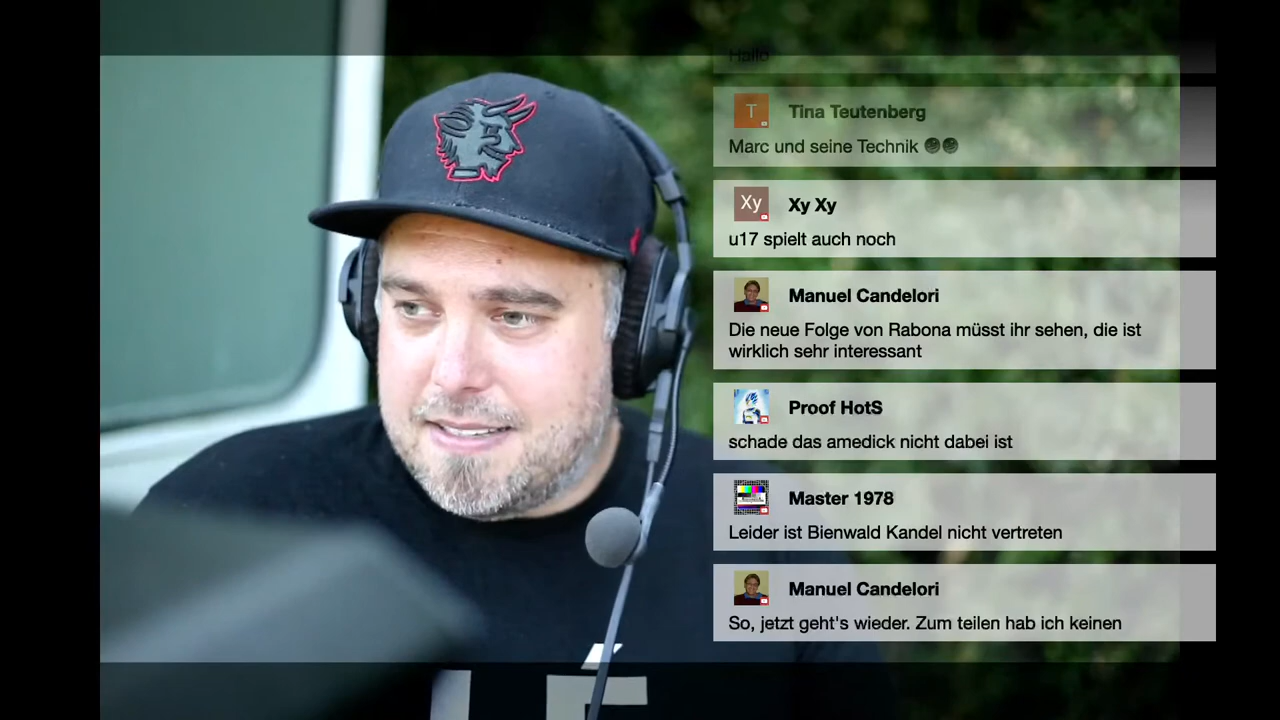 Hallo
T
Tina Teutenberg
Marc und seine Technik
Xy
Xy Xy
u17 spielt auch noch
Manuel Candelori
Die neue Folge von Rabona müsst ihr sehen, die ist
wirklich sehr interessant
Proof HotS
schade das amedick nicht dabei ist
Master 1978
Leider ist Bienwald Kandel nicht vertreten
Manuel Candelori
So, jetzt geht's wieder. Zum teilen hab ich keinen